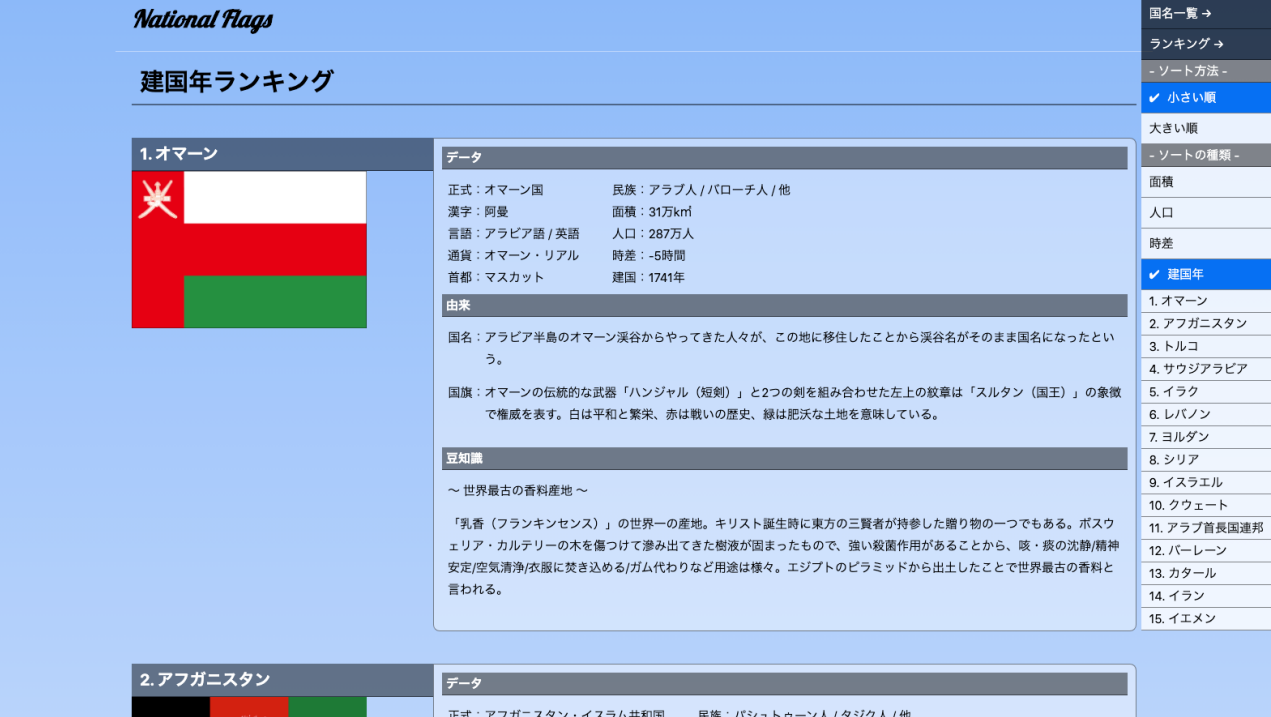 National Flags
建国年ランキング
1. オマーン
データ
正式：オマーン国
民族：アラブ人 / バローチ人 / 他
漢字：阿曼
面積：31万k㎡
言語：アラビア語 / 英語
人口：287万人
通貨：オマーン・リアル
時差：-5時間
首都：マスカット
建国：1741年
由来
国名：アラビア半島のオマーン渓谷からやってきた人々が、この地に移住したことから渓谷名がそのまま国名になったとい
う。
国旗：オマーンの伝統的な武器「ハンジャル（短剣）」と2つの剣を組み合わせた左上の紋章は「スルタン（国王）」の象徴
で権威を表す。白は平和と繁栄、赤は戦いの歴史、緑は肥沃な土地を意味している。
豆知識
〜 世界最古の香料産地 〜
「乳香（フランキンセンス）」の世界一の産地。キリスト誕生時に東方の三賢者が持参した贈り物の一つでもある。ボスウ
ェリア・カルテリーの木を傷つけて滲み出てきた樹液が固まったもので、強い殺菌作用があることから、咳・痰の沈静/精神
安定/空気清浄/衣服に焚き込める/ガム代わりなど用途は様々。エジプトのピラミッドから出土したことで世界最古の香料と
言われる。
2. アフガニスタン
データ
正式：アフガニスタン・イスラム共和国
民族：パシュトゥーン人 / タジク人 / 他
国名一覧 →
ランキング →
- ソート方法 -
✔ 小さい順
大きい順
- ソートの種類 -
面積
人口
時差
✔ 建国年
1. オマーン
2. アフガニスタン
3. トルコ
4. サウジアラビア
5. イラク
6. レバノン
7. ヨルダン
8. シリア
9. イスラエル
10. クウェート
11. アラブ首長国連邦
12. バーレーン
13. カタール
14. イラン
15. イエメン